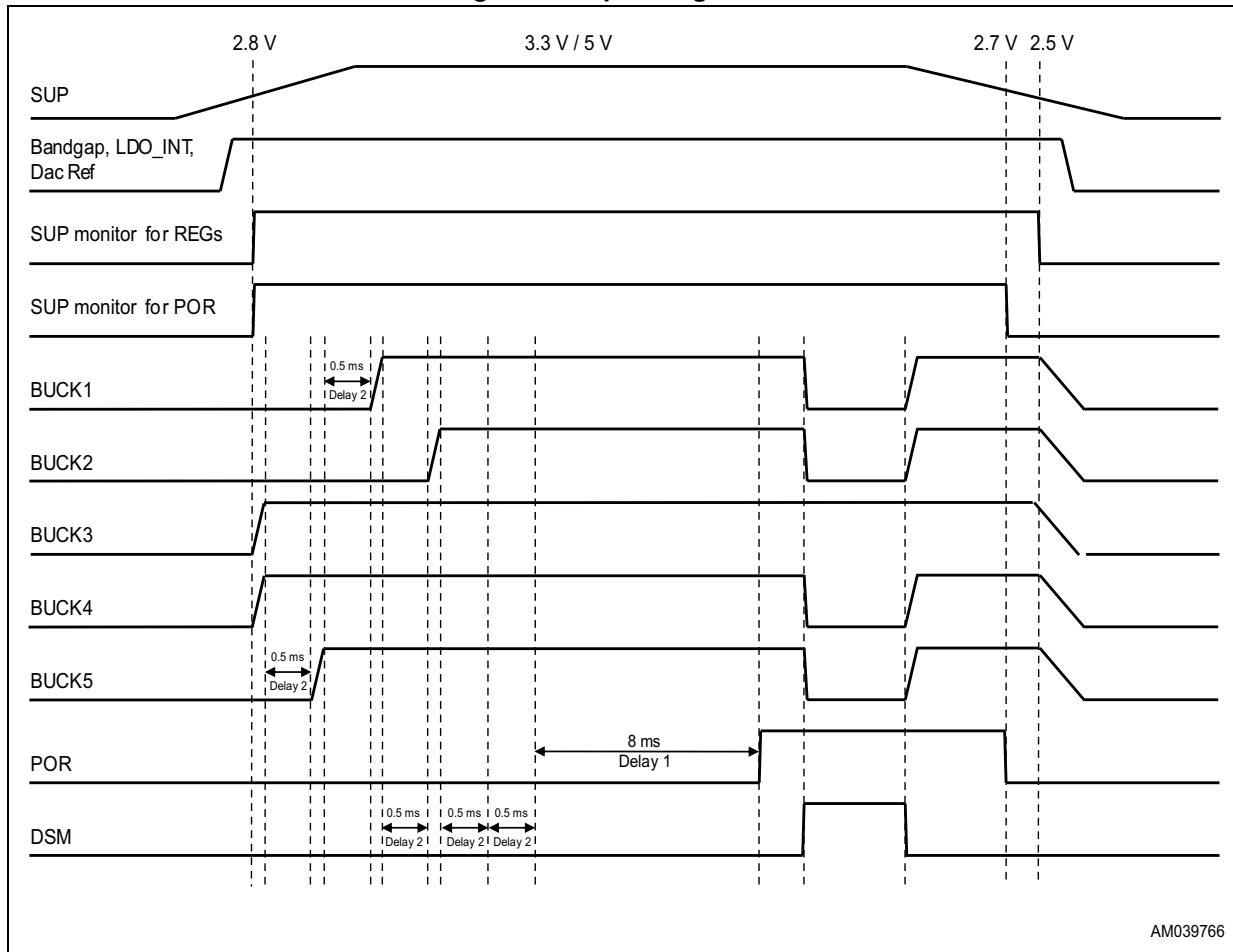 2.8 V 3.3 V / 5 V 2.7 V 2.5 V
SUP
Bandgap, LDO_INT,
Dac Ref
SUP monitor for REGs
SUP monitor for POR
0.5 ms
Delay 2
BUCK1
BUCK2
BUCK3
BUCK4
0.5 ms
Delay 2
BUCK5
8 ms
Delay 1
POR
0.5 ms 0.5 ms 0.5 ms
Delay 2 Delay 2 Delay 2
DSM
AM039766